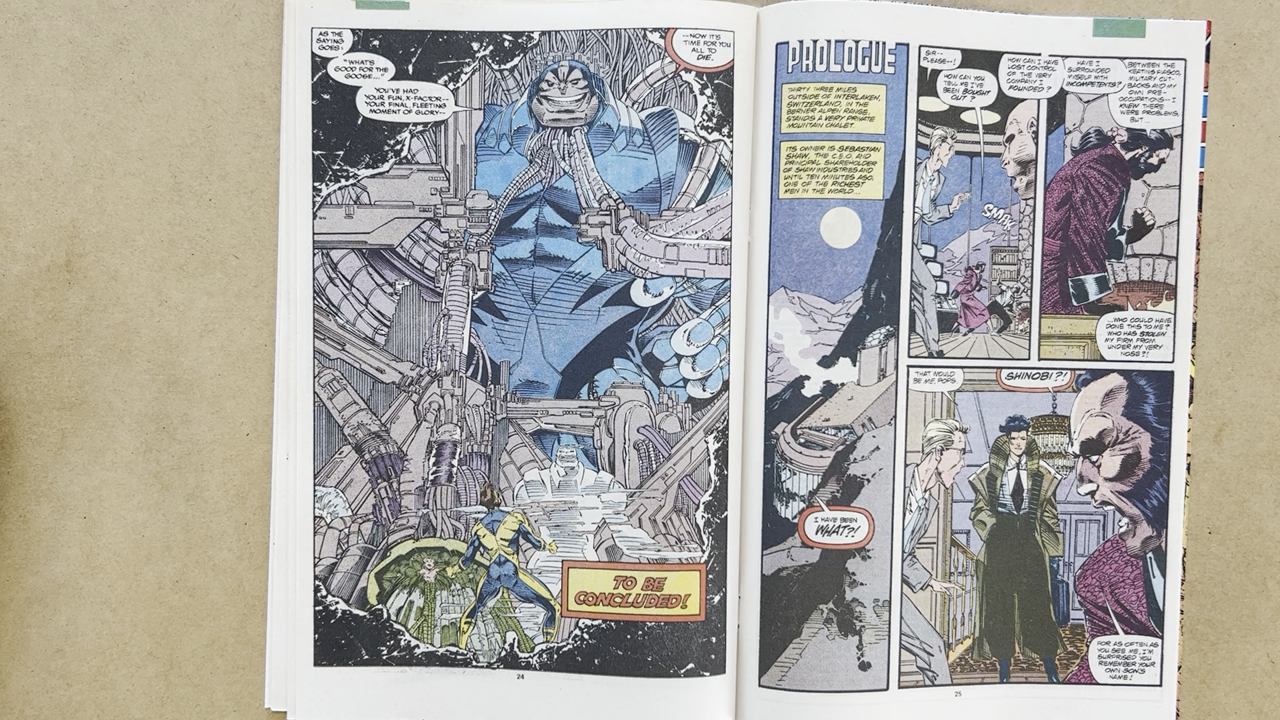 AS THE
SAYING
GOES:
"WHAT'S
GOOD FOR THE
GOOSE..."
YOU'VE HAD
YOUR FUN, X-FACTOR--
YOUR FINAL, FLEETING
MOMENT OF GLORY--
--NOW IT'S
TIME FOR YOU
ALL TO
DIE.
TO BE
CONCLUDED!
24
PROLOGUE
THIRTY THREE MILES
OUTSIDE OF INTERLAKEN,
SWITZERLAND, IN THE
BERNER ALPEN RANGE,
STANDS A VERY PRIVATE
MOUNTAIN CHALET.
ITS OWNER IS SEBASTIAN
SHAW, THE C.E.O. AND
PRINCIPAL SHAREHOLDER
OF SHAW INDUSTRIES AND
UNTIL TEN MINUTES AGO,
ONE OF THE RICHEST
MEN IN THE WORLD...
I HAVE BEEN
WHAT?!
SIR--
PLEASE--!
HOW CAN YOU
TELL ME I'VE
BEEN BOUGHT
OUT?
HOW CAN I HAVE
LOST CONTROL
OF THE VERY
COMPANY I
FOUNDED?
SMAK
HAVE I
SURROUNDED
MYSELF WITH
INCOMPETENTS?
BETWEEN THE
KEATING FIASCO,
MILITARY CUT-
BACKS AND MY
OWN PRE-
OCCUPATIONS--I
KNEW THERE
WERE PROBLEMS,
BUT...
...WHO COULD HAVE
DONE THIS TO ME?
WHO HAS STOLEN
MY FIRM FROM
UNDER MY VERY
NOSE?!
THAT WOULD
BE ME, POPS.
SHINOBI?!
FOR AS OFTEN AS
YOU SEE ME, I'M
SURPRISED YOU
REMEMBER YOUR
OWN SON'S
NAME!
25